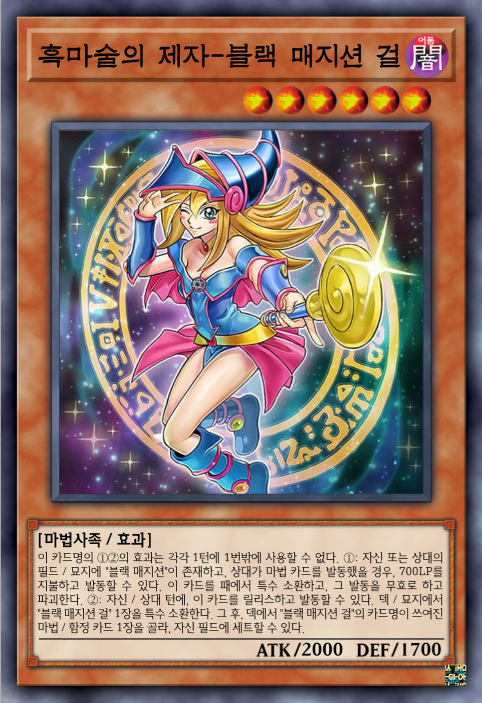 흑마술의 제자-블랙 매지션 걸
어둠
闇
[마법사족 / 효과]
이 카드명의 ①②의 효과는 각각 1턴에 1번밖에 사용할 수 없다. ①: 자신 또는 상대의
필드 / 묘지에 "블랙 매지션"이 존재하고, 상대가 마법 카드를 발동했을 경우, 700LP를
지불하고 발동할 수 있다. 이 카드를 패에서 특수 소환하고, 그 발동을 무효로 하고
파괴한다. ②: 자신 / 상대 턴에, 이 카드를 릴리스하고 발동할 수 있다. 덱 / 묘지에서
"블랙 매지션 걸" 1장을 특수 소환한다. 그 후, 덱에서 "블랙 매지션 걸"의 카드명이 쓰여진
마법 / 함정 카드 1장을 골라, 자신 필드에 세트할 수 있다.
ATK/2000 DEF/1700